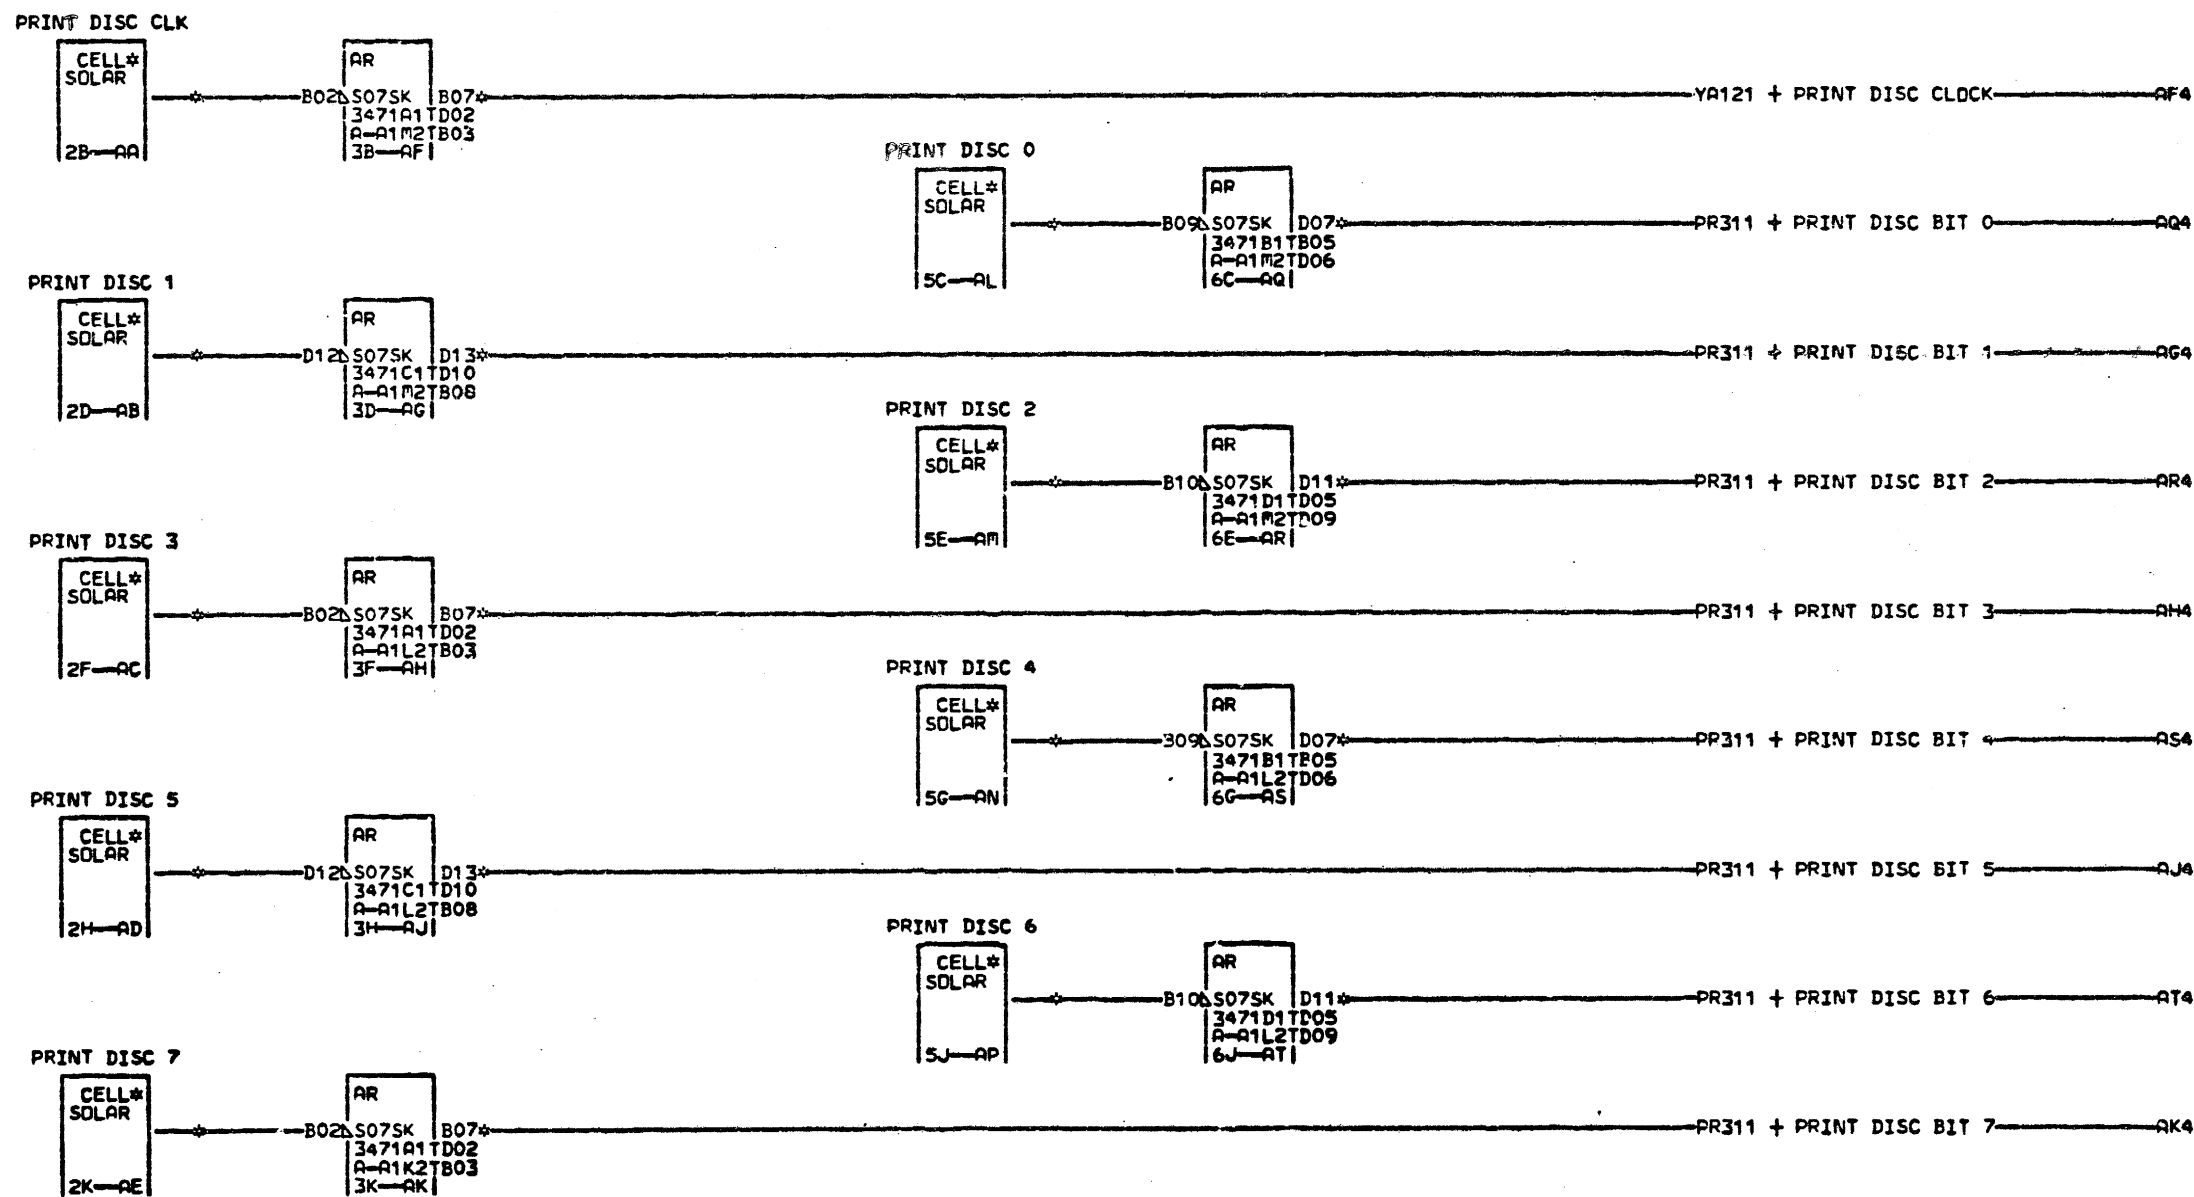 PRINT DISC CLK
CELL*
SOLAR
2B—AA
AR
B02 S07SK B07*
3471A1TD02
A-A1M2TB03
3B—AF
YA121 + PRINT DISC CLOCK AF4
PRINT DISC 0
CELL*
SOLAR
5C—AL
AR
B09 S07SK D07*
3471B1TB05
A-A1M2TD06
6C—AQ
PR311 + PRINT DISC BIT 0 AQ4
PRINT DISC 1
CELL*
SOLAR
2D—AB
AR
D12 S07SK D13*
3471C1TD10
A-A1M2TB08
3D—AG
PR311 + PRINT DISC BIT 1 AG4
PRINT DISC 2
CELL*
SOLAR
5E—AM
AR
B10 S07SK D11*
3471D1TD05
A-A1M2TD09
6E—AR
PR311 + PRINT DISC BIT 2 AR4
PRINT DISC 3
CELL*
SOLAR
2F—AC
AR
B02 S07SK B07*
3471A1TD02
A-A1L2TB03
3F—AH
PR311 + PRINT DISC BIT 3 AH4
PRINT DISC 4
CELL*
SOLAR
5G—AN
AR
B09 S07SK D07*
3471B1TB05
A-A1L2TD06
6G—AS
PR311 + PRINT DISC BIT 4 AS4
PRINT DISC 5
CELL*
SOLAR
2H—AD
AR
D12 S07SK D13*
3471C1TD10
A-A1L2TB08
3H—AJ
PR311 + PRINT DISC BIT 5 AJ4
PRINT DISC 6
CELL*
SOLAR
5J—AP
AR
B10 S07SK D11*
3471D1TD05
A-A1L2TD09
6J—AT
PR311 + PRINT DISC BIT 6 AT4
PRINT DISC 7
CELL*
SOLAR
2K—AE
AR
B02 S07SK B07*
3471A1TD02
A-A1K2TB03
3K—AK
PR311 + PRINT DISC BIT 7 AK4